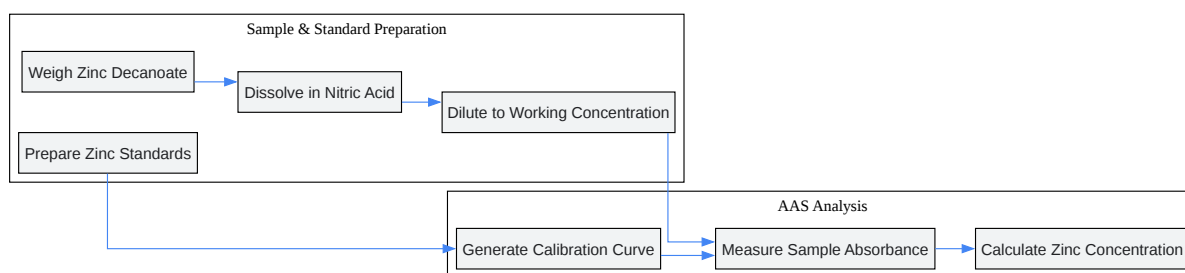 Sample & Standard Preparation
Weigh Zinc Decanoate
Dissolve in Nitric Acid
Dilute to Working Concentration
Prepare Zinc Standards
AAS Analysis
Generate Calibration Curve
Measure Sample Absorbance
Calculate Zinc Concentration